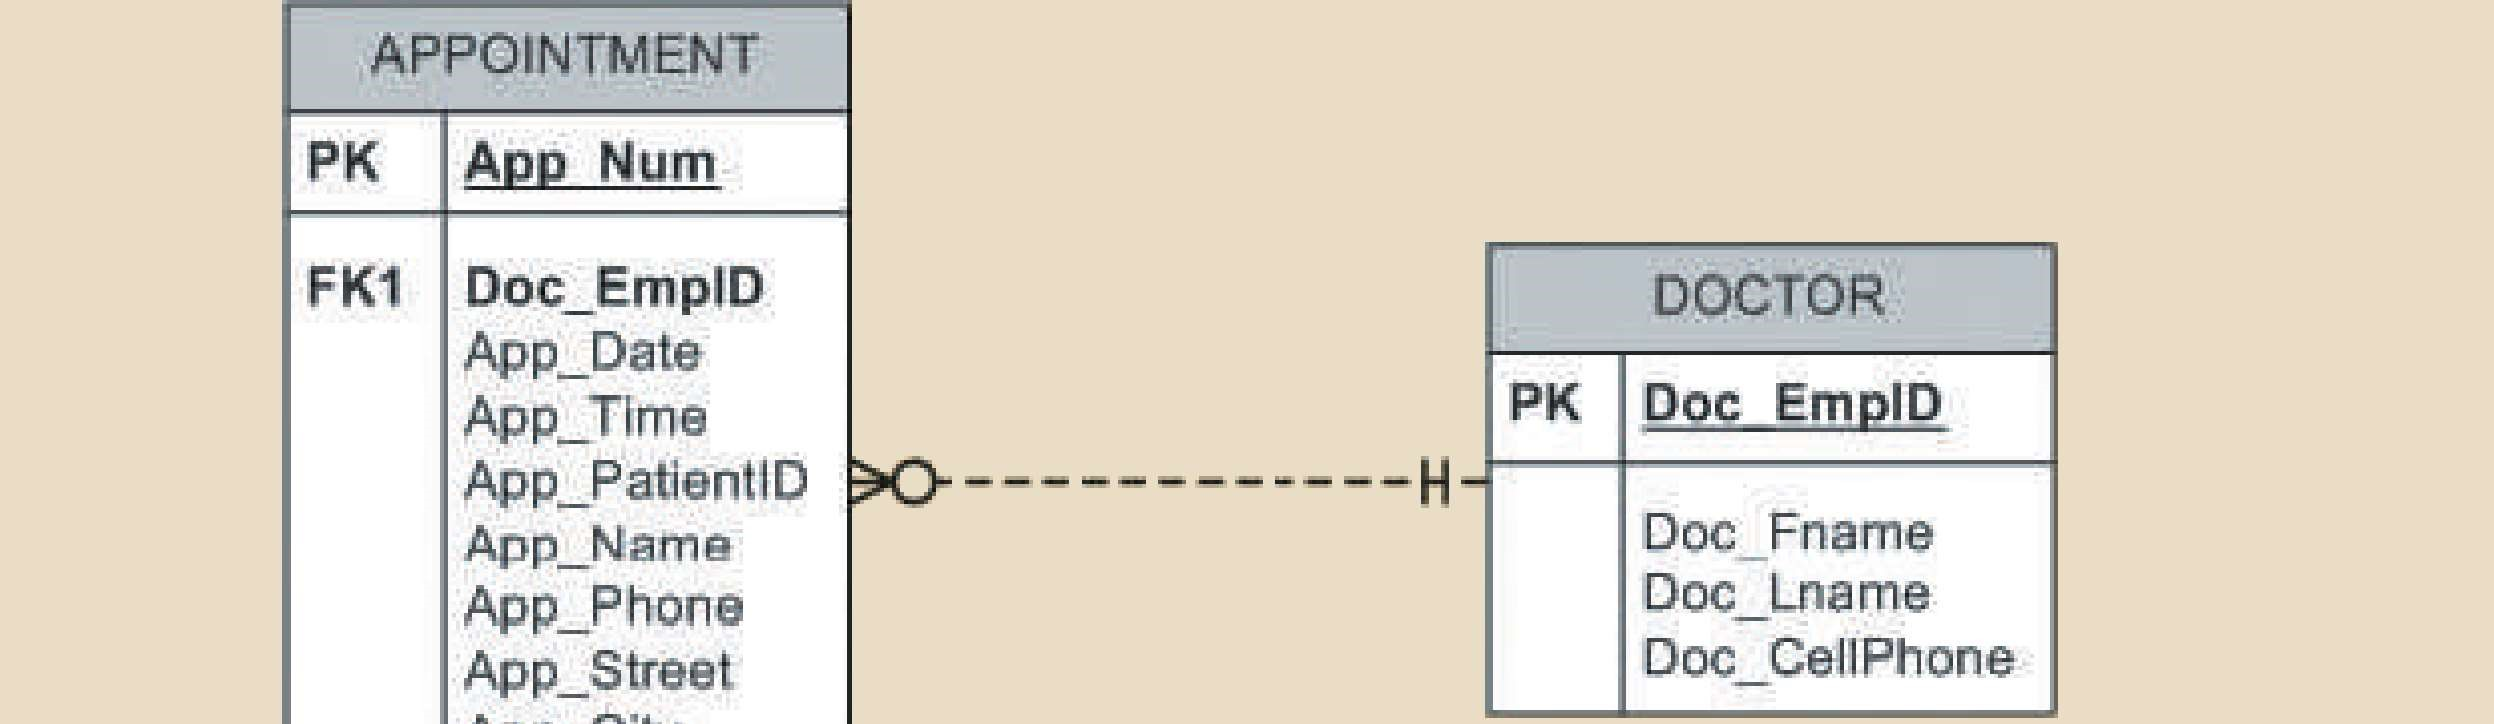 APPOINTMENT
PK App_Num
FK1 Doc_EmpID
App_Date
App_Time
App_PatientID
App_Name
App_Phone
App_Street
DOCTOR
PK Doc_EmpID
Doc_Fname
Doc_Lname
Doc_CellPhone